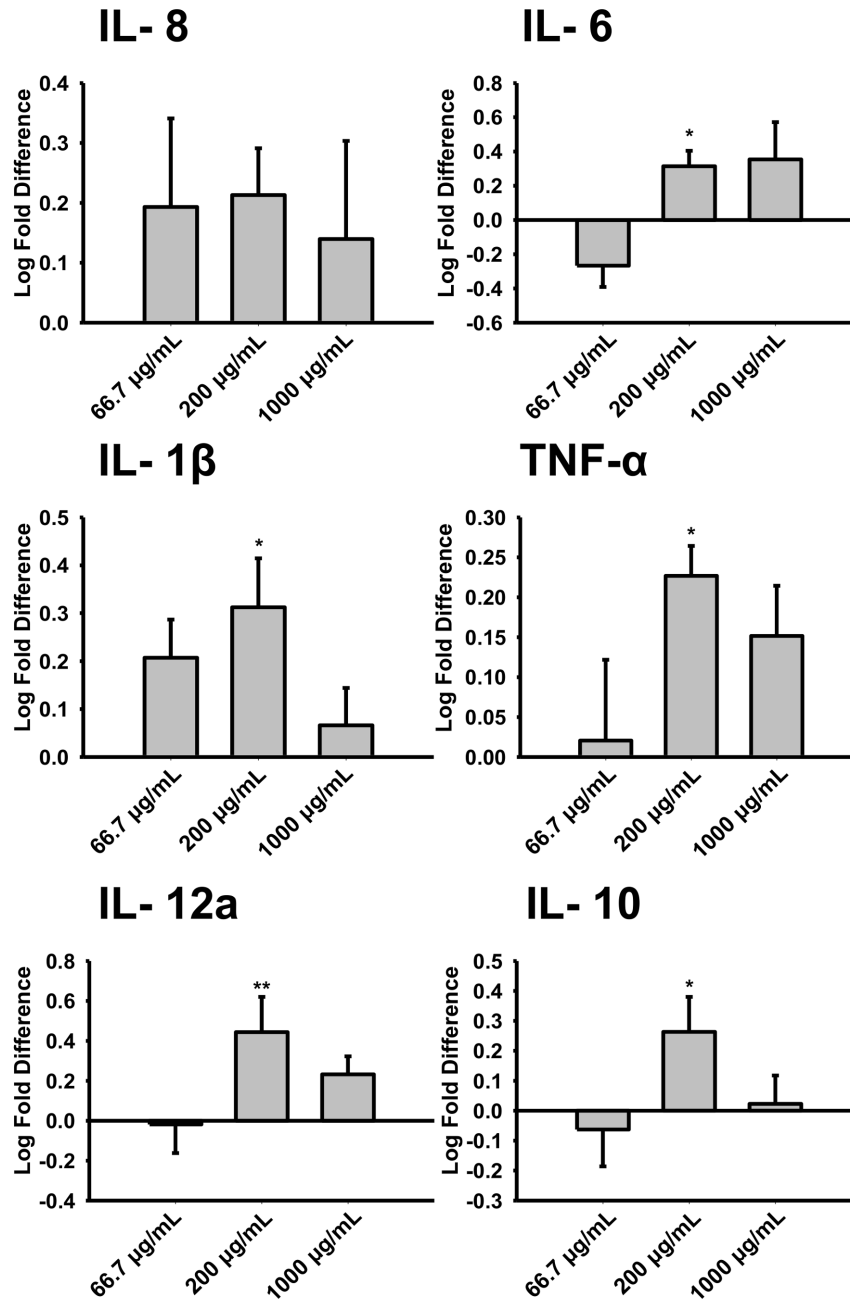 IL- 8
Log Fold Difference
0.4
0.3
0.2
0.1
0.0
66.7 µg/mL
200 µg/mL
1000 µg/mL
IL- 6
Log Fold Difference
0.8
0.6
0.4
0.2
0.0
-0.2
-0.4
-0.6
*
66.7 µg/mL
200 µg/mL
1000 µg/mL
IL- 1β
Log Fold Difference
0.5
0.4
0.3
0.2
0.1
0.0
*
66.7 µg/mL
200 µg/mL
1000 µg/mL
TNF-α
Log Fold Difference
0.30
0.25
0.20
0.15
0.10
0.05
0.00
*
66.7 µg/mL
200 µg/mL
1000 µg/mL
IL- 12a
Log Fold Difference
0.8
0.6
0.4
0.2
0.0
-0.2
-0.4
**
66.7 µg/mL
200 µg/mL
1000 µg/mL
IL- 10
Log Fold Difference
0.5
0.4
0.3
0.2
0.1
0.0
-0.1
-0.2
-0.3
*
66.7 µg/mL
200 µg/mL
1000 µg/mL